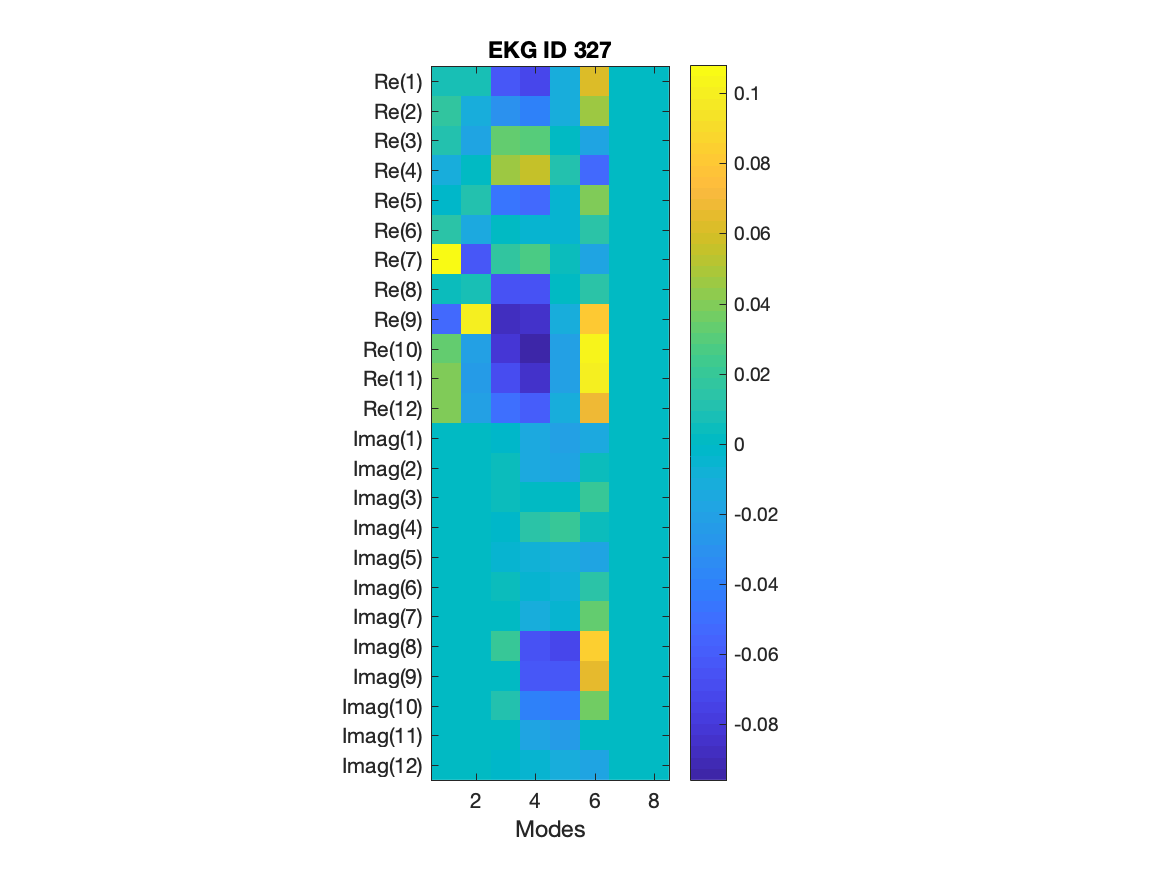 EKG ID 327
Re(1)
Re(2)
Re(3)
Re(4)
Re(5)
Re(6)
Re(7)
Re(8)
Re(9)
Re(10)
Re(11)
Re(12)
Imag(1)
Imag(2)
Imag(3)
Imag(4)
Imag(5)
Imag(6)
Imag(7)
Imag(8)
Imag(9)
Imag(10)
Imag(11)
Imag(12)
2 4 6 8
Modes
0.1
0.08
0.06
0.04
0.02
0
-0.02
-0.04
-0.06
-0.08